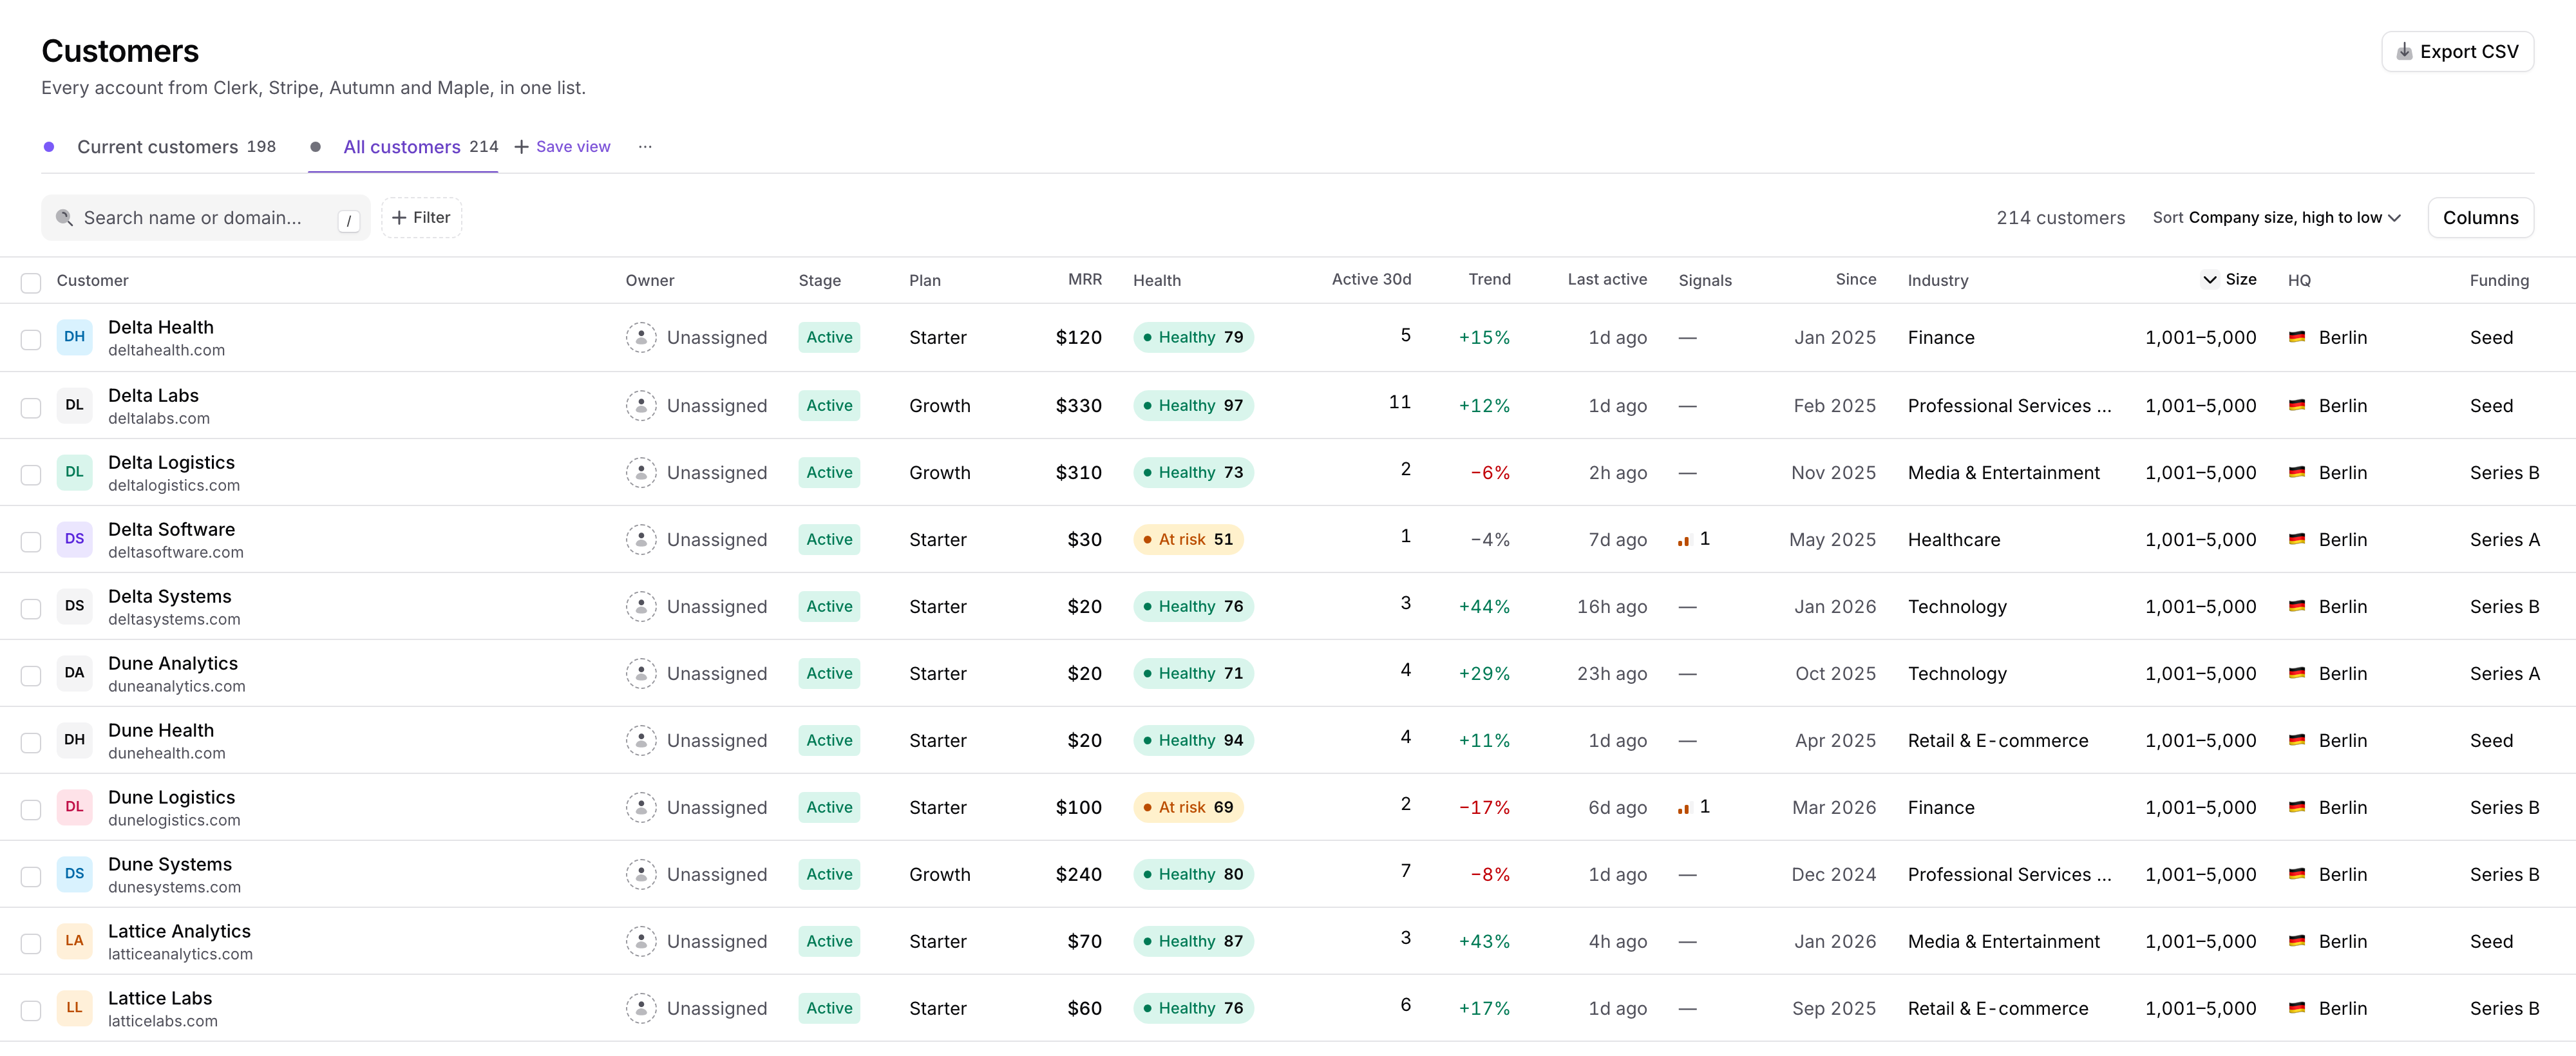 Customers
Export CSV
Every account from Clerk, Stripe, Autumn and Maple, in one list.
Current customers 198 All customers 214 + Save view ...
Search name or domain... / + Filter 214 customers Sort Company size, high to low Columns
Customer Owner Stage Plan MRR Health Active 30d Trend Last active Signals Since Industry Size HQ Funding
DH Delta Health Unassigned Active Starter $120 Healthy 79 5 +15% 1d ago — Jan 2025 Finance 1,001–5,000 Berlin Seed
deltahealth.com
DL Delta Labs Unassigned Active Growth $330 Healthy 97 11 +12% 1d ago — Feb 2025 Professional Services ... 1,001–5,000 Berlin Seed
deltalabs.com
DL Delta Logistics Unassigned Active Growth $310 Healthy 73 2 −6% 2h ago — Nov 2025 Media & Entertainment 1,001–5,000 Berlin Series B
deltalogistics.com
DS Delta Software Unassigned Active Starter $30 At risk 51 1 −4% 7d ago 1 May 2025 Healthcare 1,001–5,000 Berlin Series A
deltasoftware.com
DS Delta Systems Unassigned Active Starter $20 Healthy 76 3 +44% 16h ago — Jan 2026 Technology 1,001–5,000 Berlin Series B
deltasystems.com
DA Dune Analytics Unassigned Active Starter $20 Healthy 71 4 +29% 23h ago — Oct 2025 Technology 1,001–5,000 Berlin Series A
duneanalytics.com
DH Dune Health Unassigned Active Starter $20 Healthy 94 4 +11% 1d ago — Apr 2025 Retail & E-commerce 1,001–5,000 Berlin Seed
dunehealth.com
DL Dune Logistics Unassigned Active Starter $100 At risk 69 2 −17% 6d ago 1 Mar 2026 Finance 1,001–5,000 Berlin Series B
dunelogistics.com
DS Dune Systems Unassigned Active Growth $240 Healthy 80 7 −8% 1d ago — Dec 2024 Professional Services ... 1,001–5,000 Berlin Series B
dunesystems.com
LA Lattice Analytics Unassigned Active Starter $70 Healthy 87 3 +43% 4h ago — Jan 2026 Media & Entertainment 1,001–5,000 Berlin Seed
latticeanalytics.com
LL Lattice Labs Unassigned Active Starter $60 Healthy 76 6 +17% 1d ago — Sep 2025 Retail & E-commerce 1,001–5,000 Berlin Series B
latticelabs.com